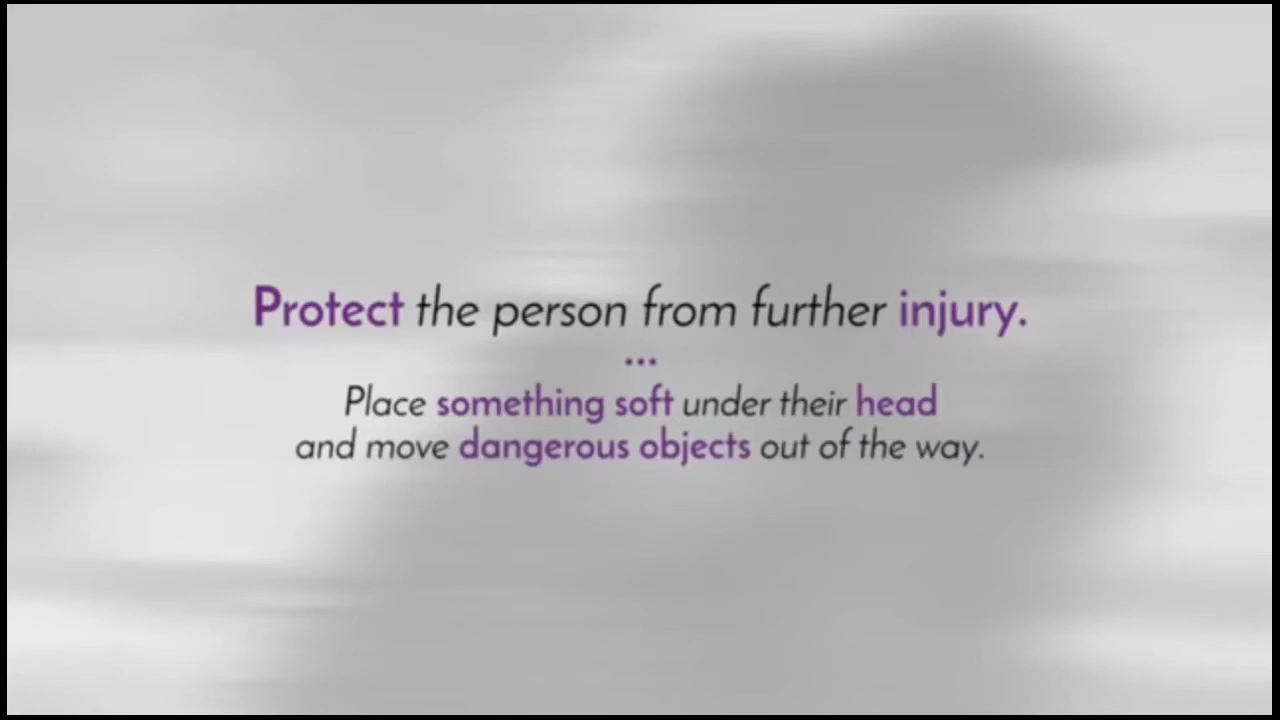 Protect the person from further injury.
...
Place something soft under their head
and move dangerous objects out of the way.